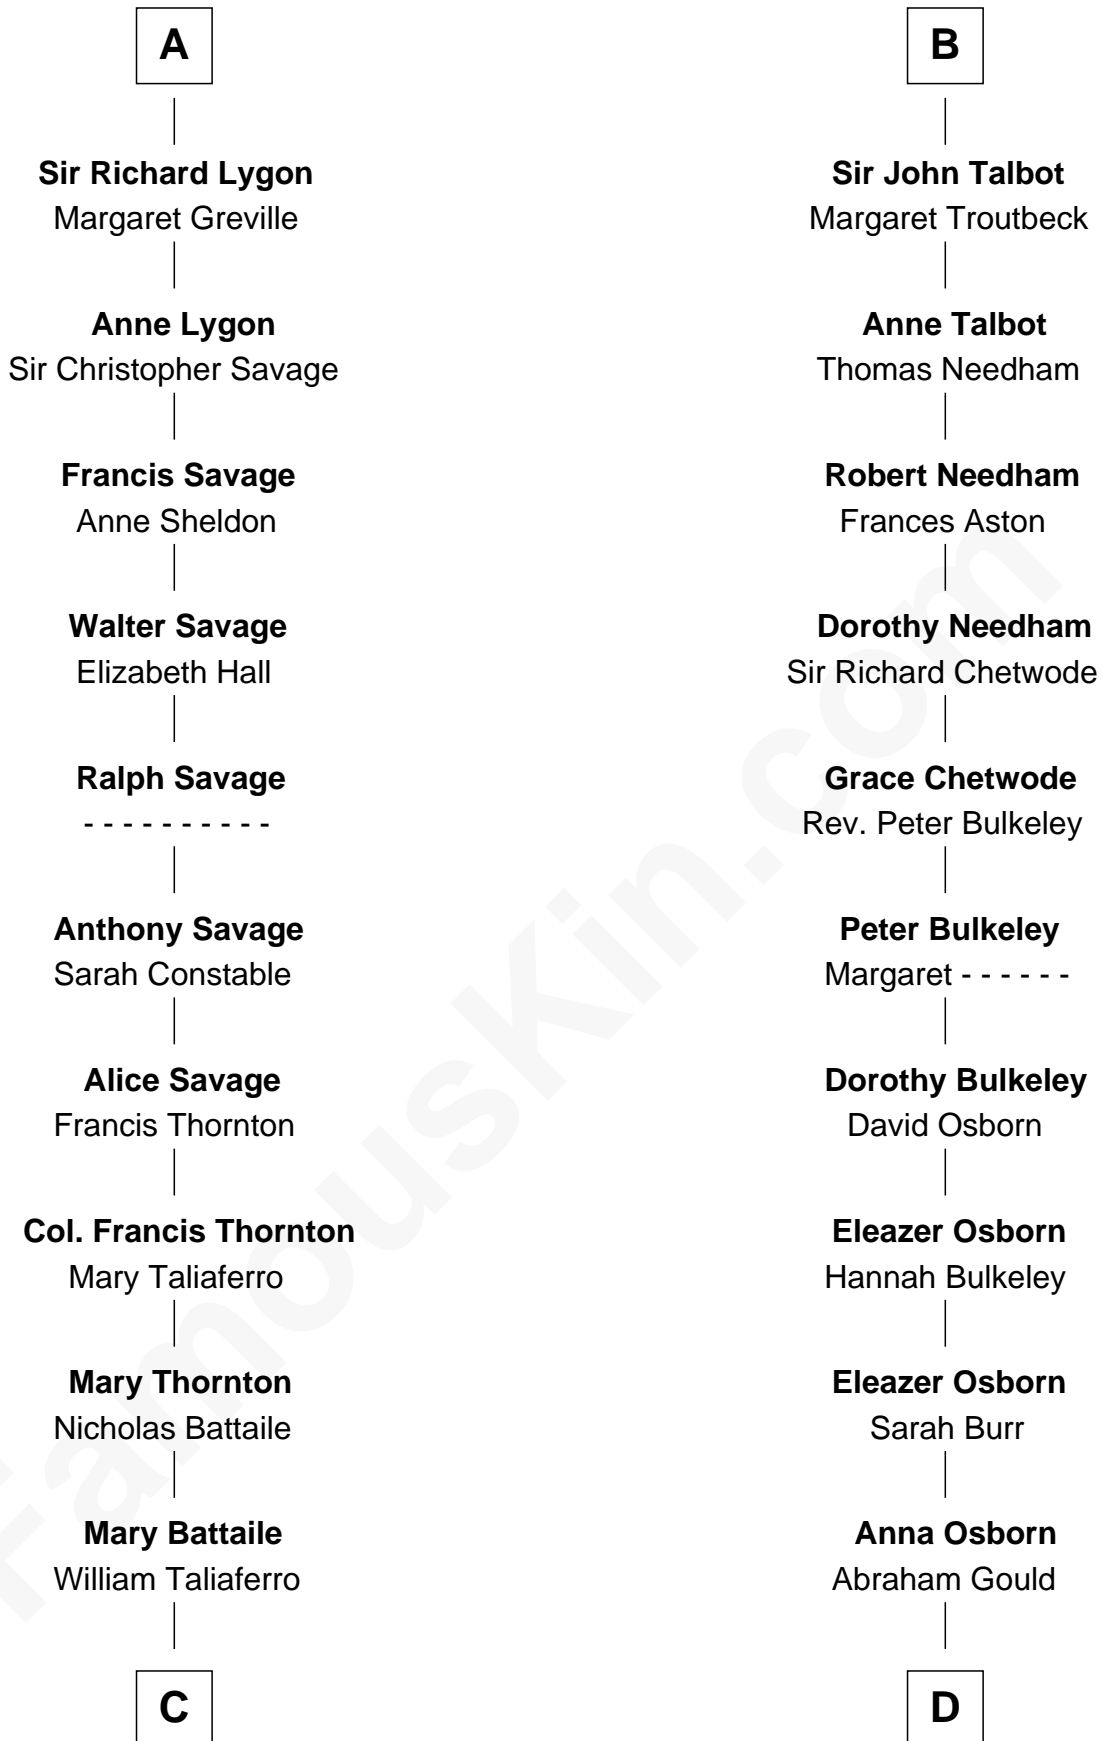 A
Sir Richard Lygon
Margaret Greville
Anne Lygon
Sir Christopher Savage
Francis Savage
Anne Sheldon
Walter Savage
Elizabeth Hall
Ralph Savage
- - - - - - - - - -
Anthony Savage
Sarah Constable
Alice Savage
Francis Thornton
Col. Francis Thornton
Mary Taliaferro
Mary Thornton
Nicholas Battaile
Mary Battaile
William Taliaferro
C
B
Sir John Talbot
Margaret Troutbeck
Anne Talbot
Thomas Needham
Robert Needham
Frances Aston
Dorothy Needham
Sir Richard Chetwode
Grace Chetwode
Rev. Peter Bulkeley
Peter Bulkeley
Margaret - - - - - -
Dorothy Bulkeley
David Osborn
Eleazer Osborn
Hannah Bulkeley
Eleazer Osborn
Sarah Burr
Anna Osborn
Abraham Gould
D
FamousKin.com